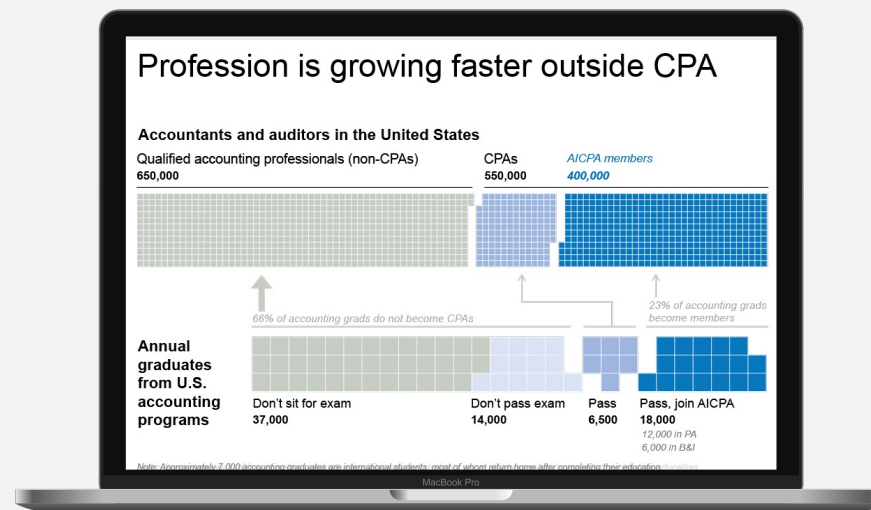 Profession is growing faster outside CPA
Accountants and auditors in the United States
Qualified accounting professionals (non-CPAs)
650,000
CPAs
550,000
AICPA members
400,000
66% of accounting grads do not become CPAs
23% of accounting grads
become members
Annual
graduates
from U.S.
accounting
programs
Don't sit for exam
37,000
Don't pass exam
14,000
Pass
6,500
Pass, join AICPA
18,000
12,000 in PA
6,000 in B&I
Note: Approximately 7,000 accounting graduates are international students, most of whom return home after completing their education.
MacBook Pro